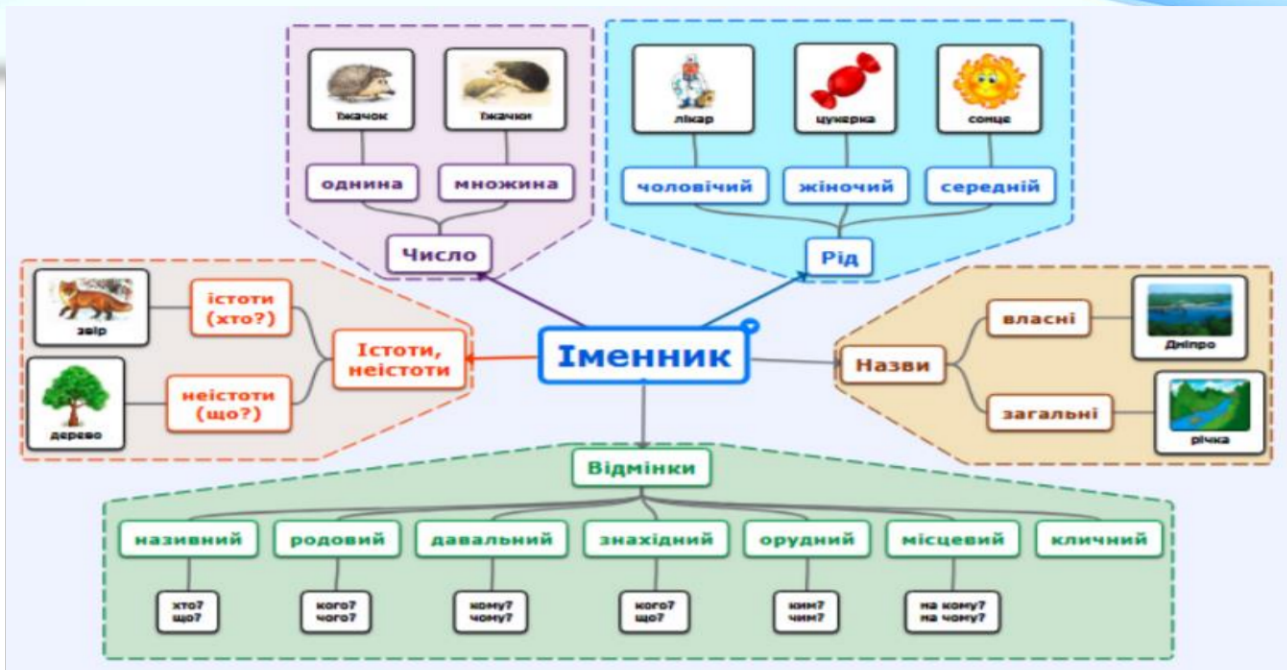 їжачок
їжачки
однина
множина
Число
лікар
цукерка
сонце
чоловічий
жіночий
середній
Рід
звір
істоти
(хто?)
дерево
неістоти
(що?)
Істоти,
неістоти
Іменник
Назви
власні
Дніпро
загальні
річка
Відмінки
називний
родовий
давальний
знахідний
орудний
місцевий
кличний
хто?
що?
кого?
чого?
кому?
чому?
кого?
що?
ким?
чим?
на кому?
на чому?